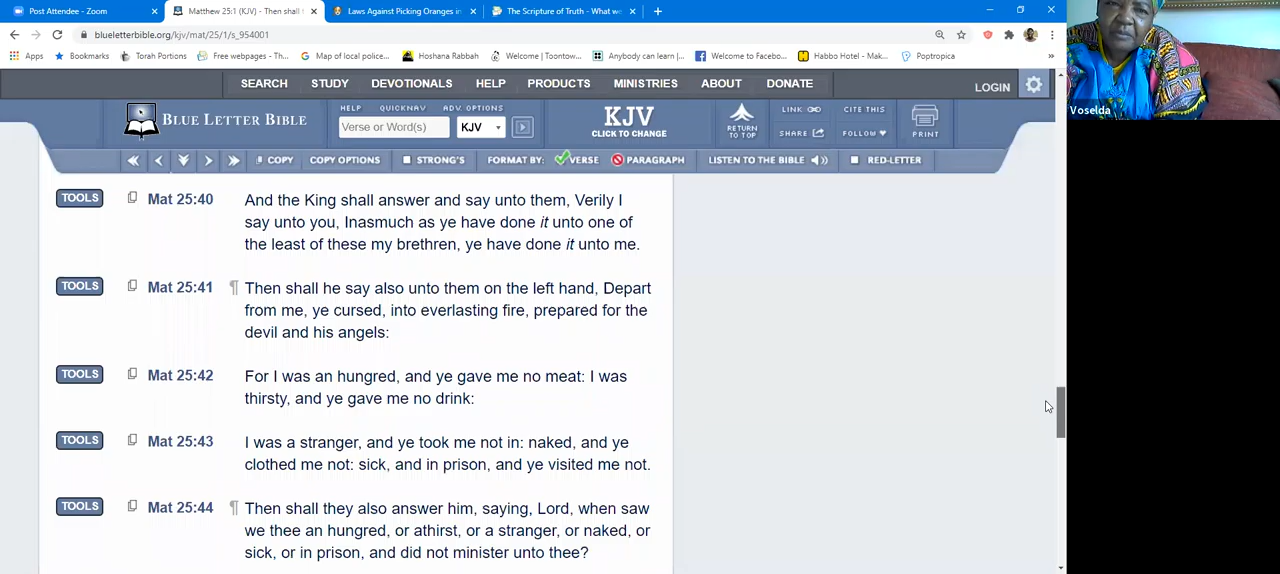 Post Attendee - Zoom
Matthew 25:1 (KJV) - Then shall t
Laws Against Picking Oranges in
The Scripture of Truth - What we
blueletterbible.org/kjv/mat/25/1/s_954001
Apps
Bookmarks
Torah Portions
Free webpages - Th...
Map of local police...
Hoshana Rabbah
Welcome | Toontow...
Anybody can learn |...
Welcome to Facebo...
Habbo Hotel - Mak...
Poptropica
SEARCH
STUDY
DEVOTIONALS
HELP
PRODUCTS
MINISTRIES
ABOUT
DONATE
LOGIN
BLUE LETTER BIBLE
HELP
QUICKNAV
ADV. OPTIONS
Verse or Word(s)
KJV
KJV
CLICK TO CHANGE
RETURN
TO TOP
LINK
CITE THIS
SHARE
FOLLOW
PRINT
COPY
COPY OPTIONS
STRONG'S
FORMAT BY:
VERSE
PARAGRAPH
LISTEN TO THE BIBLE
RED-LETTER
Voselda
TOOLS
Mat 25:40
And the King shall answer and say unto them, Verily I
say unto you, Inasmuch as ye have done it unto one of
the least of these my brethren, ye have done it unto me.
TOOLS
Mat 25:41
¶ Then shall he say also unto them on the left hand, Depart
from me, ye cursed, into everlasting fire, prepared for the
devil and his angels:
TOOLS
Mat 25:42
For I was an hungred, and ye gave me no meat: I was
thirsty, and ye gave me no drink:
TOOLS
Mat 25:43
I was a stranger, and ye took me not in: naked, and ye
clothed me not: sick, and in prison, and ye visited me not.
TOOLS
Mat 25:44
¶ Then shall they also answer him, saying, Lord, when saw
we thee an hungred, or athirst, or a stranger, or naked, or
sick, or in prison, and did not minister unto thee?